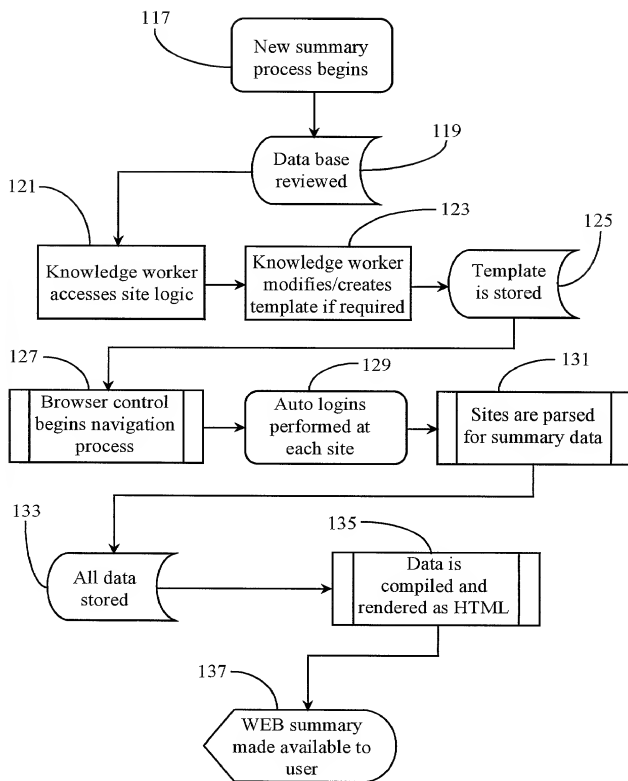 117
New summary
process begins
119
Data base
reviewed
121
Knowledge worker
accesses site logic
123
Knowledge worker
modifies/creates
template if required
125
Template
is stored
127
Browser control
begins navigation
process
129
Auto logins
performed at
each site
131
Sites are parsed
for summary data
133
All data
stored
135
Data is
compiled and
rendered as HTML
137
WEB summary
made available to
user